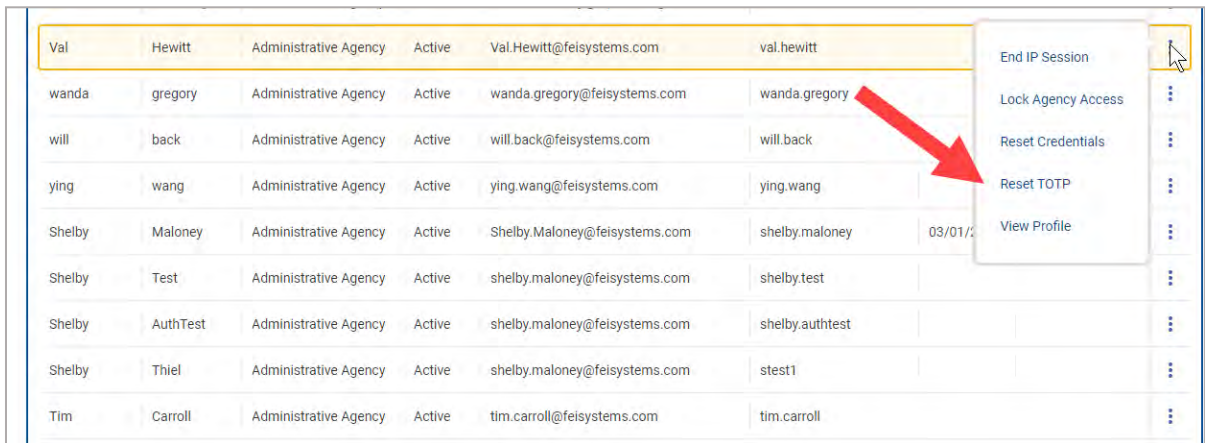 Val Hewitt Administrative Agency Active Val.Hewitt@feisystems.com val.hewitt
End IP Session
wanda gregory Administrative Agency Active wanda.gregory@feisystems.com wanda.gregory
Lock Agency Access
will back Administrative Agency Active will.back@feisystems.com will.back
Reset Credentials
ying wang Administrative Agency Active ying.wang@feisystems.com ying.wang
Reset TOTP
Shelby Maloney Administrative Agency Active Shelby.Maloney@feisystems.com shelby.maloney 03/01/
View Profile
Shelby Test Administrative Agency Active shelby.maloney@feisystems.com shelby.test
Shelby AuthTest Administrative Agency Active shelby.maloney@feisystems.com shelby.authtest
Shelby Thiel Administrative Agency Active shelby.maloney@feisystems.com stest1
Tim Carroll Administrative Agency Active tim.carroll@feisystems.com tim.carroll